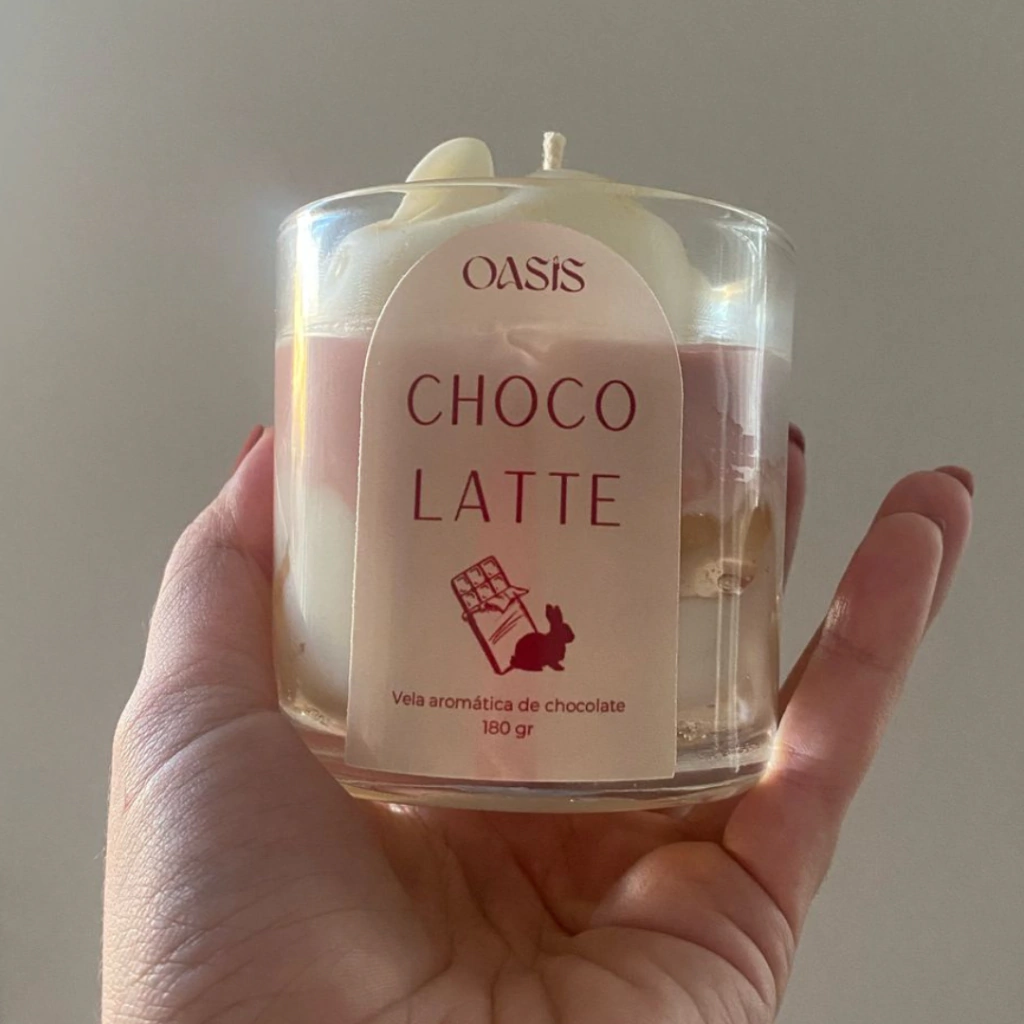 OASIS
CHOCO
LATTE
Vela aromática de chocolate
180 gr